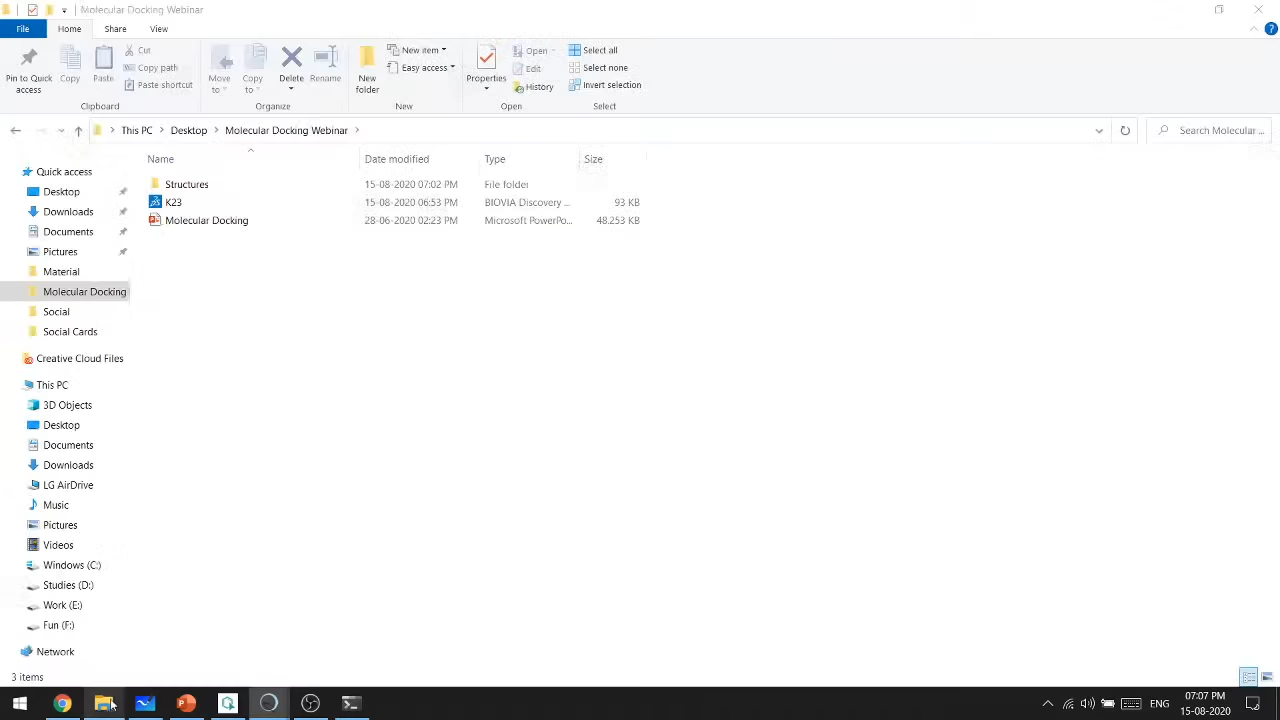 Molecular Docking Webinar
File Home Share View
Pin to Quick access
Copy
Paste
Cut
Copy path
Paste shortcut
Clipboard
Move to
Copy to
Delete
Rename
Organize
New folder
New item
Easy access
New
Properties
Open
Edit
History
Open
Select all
Select none
Invert selection
Select
This PC Desktop Molecular Docking Webinar
Search Molecular ...
Name Date modified Type Size
Structures 15-08-2020 07:02 PM File folder
K23 15-08-2020 06:53 PM BIOVIA Discovery ... 93 KB
Molecular Docking 28-06-2020 02:23 PM Microsoft PowerPo... 48,253 KB
Quick access
Desktop
Downloads
Documents
Pictures
Material
Molecular Docking
Social
Social Cards
Creative Cloud Files
This PC
3D Objects
Desktop
Documents
Downloads
LG AirDrive
Music
Pictures
Videos
Windows (C:)
Studies (D:)
Work (E:)
Fun (F:)
Network
3 items
ENG
07:07 PM
15-08-2020